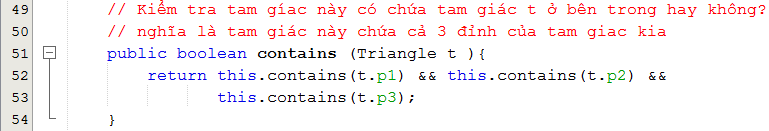 49 // Kiểm tra tam gíac này có chứa tam giác t ở bên trong hay không?
50 // nghĩa là tam giác này chứa cả 3 đỉnh của tam giac kia
51 public boolean contains (Triangle t ){
52 return this.contains(t.p1) && this.contains(t.p2) &&
53 this.contains(t.p3);
54 }